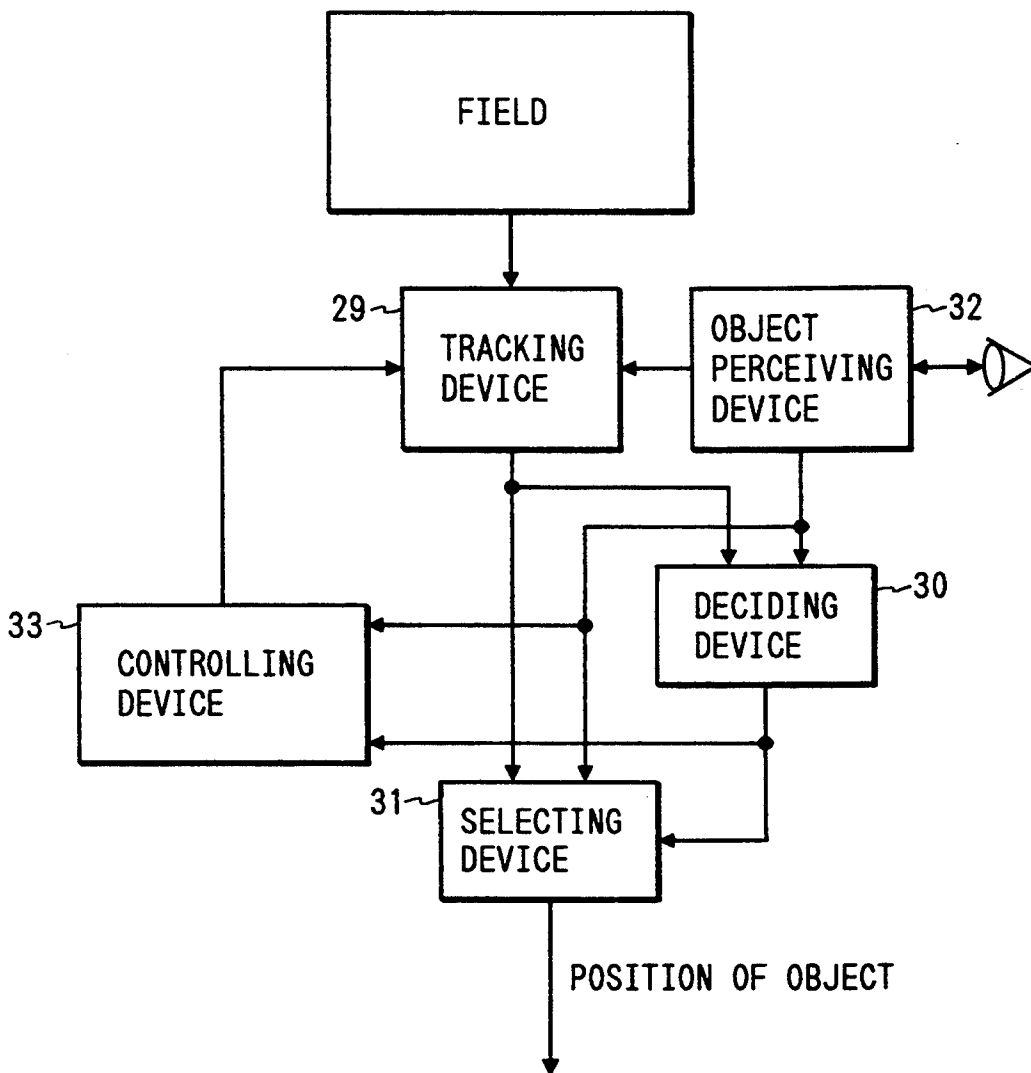 FIELD
29
TRACKING
DEVICE
32
OBJECT
PERCEIVING
DEVICE
30
DECIDING
DEVICE
33
CONTROLLING
DEVICE
31
SELECTING
DEVICE
POSITION OF OBJECT